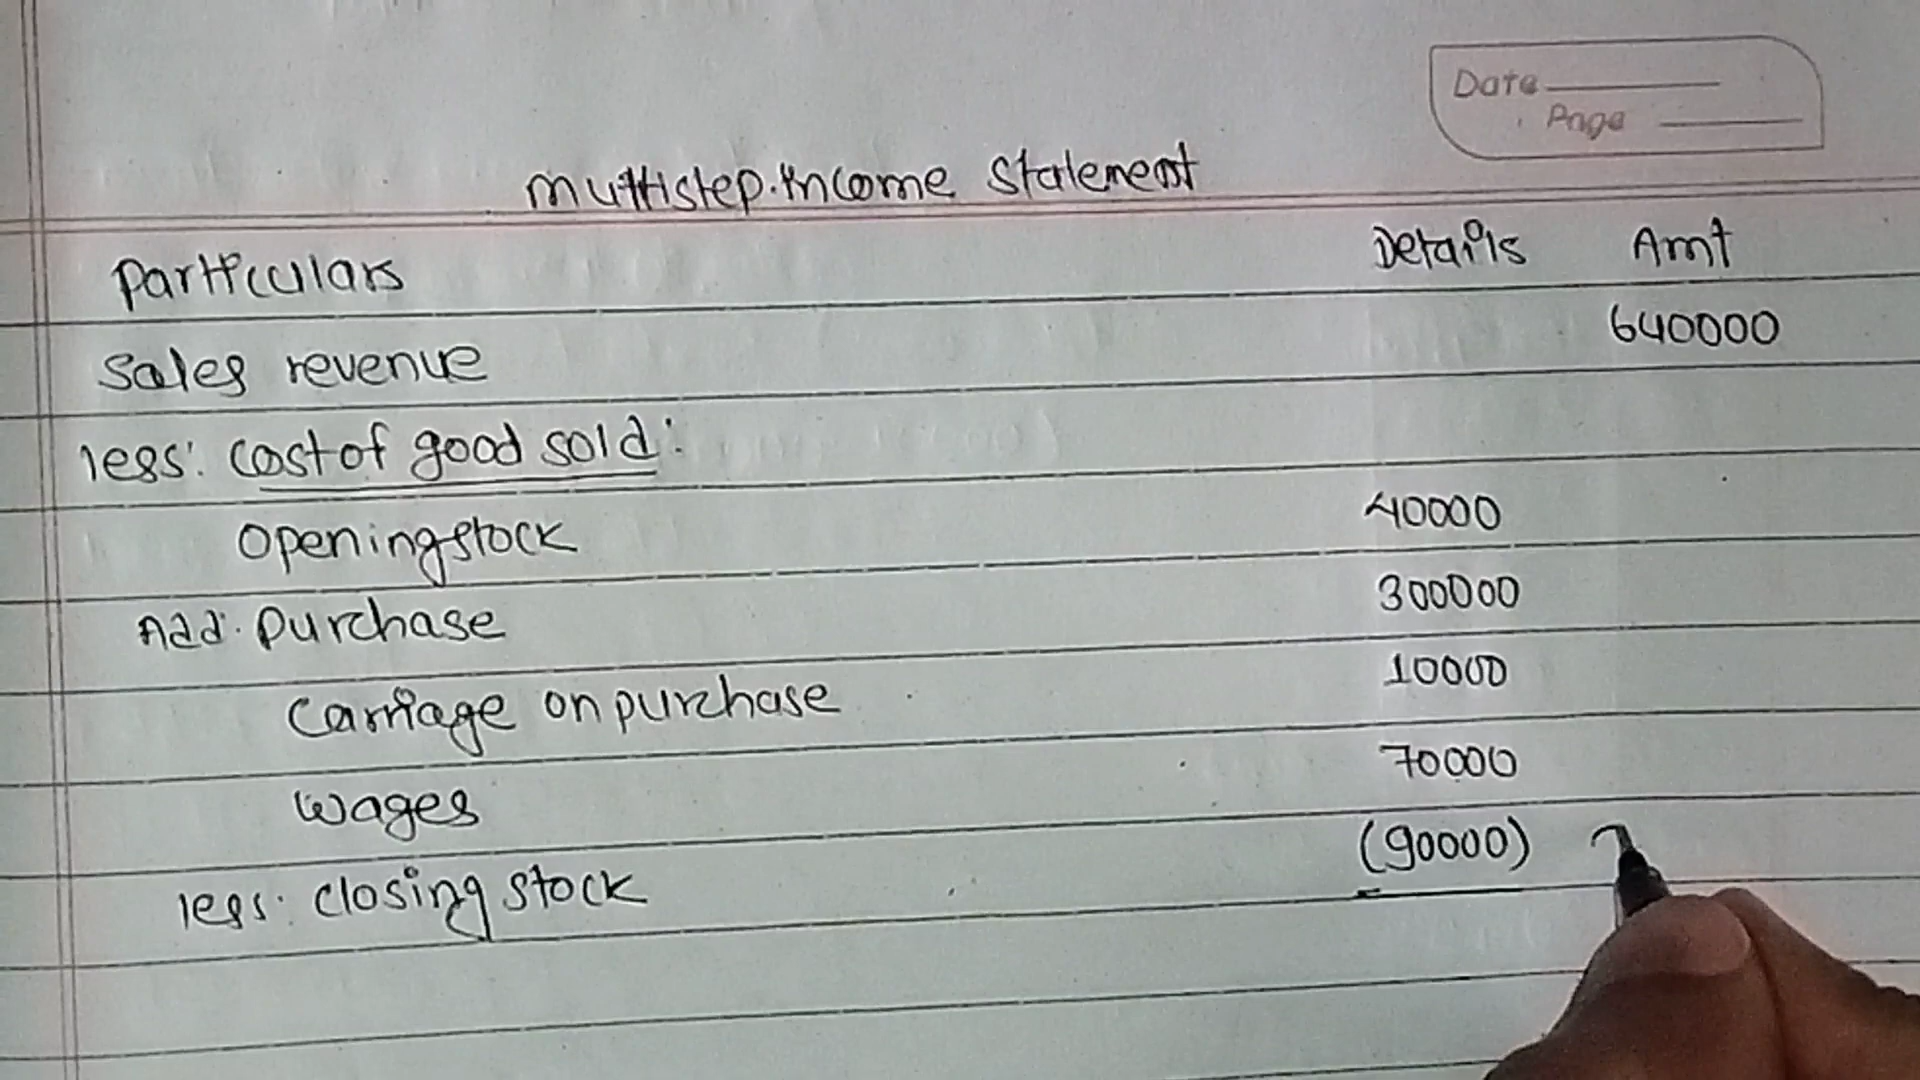 Date
Page
Multistep Income Statement
Particulars Details Amt
Sales revenue 640000
less: Cost of good sold:
Opening stock 40000
Add: Purchase 300000
Carriage on purchase 10000
Wages 70000
less: Closing stock (90000)